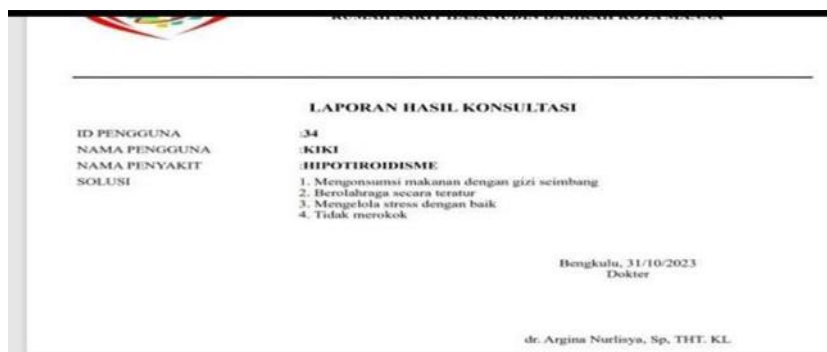 LAPORAN HASIL KONSULTASI
ID PENGGUNA :34
NAMA PENGGUNA :KIKI
NAMA PENYAKIT :HIPOTIROIDISME
SOLUSI 1. Mengonsumsi makanan dengan gizi seimbang
2. Berolahraga secara teratur
3. Mengelola stress dengan baik
4. Tidak merokok
Bengkulu, 31/10/2023
Dokter
dr. Argina Nurlisya, Sp, THT. KL